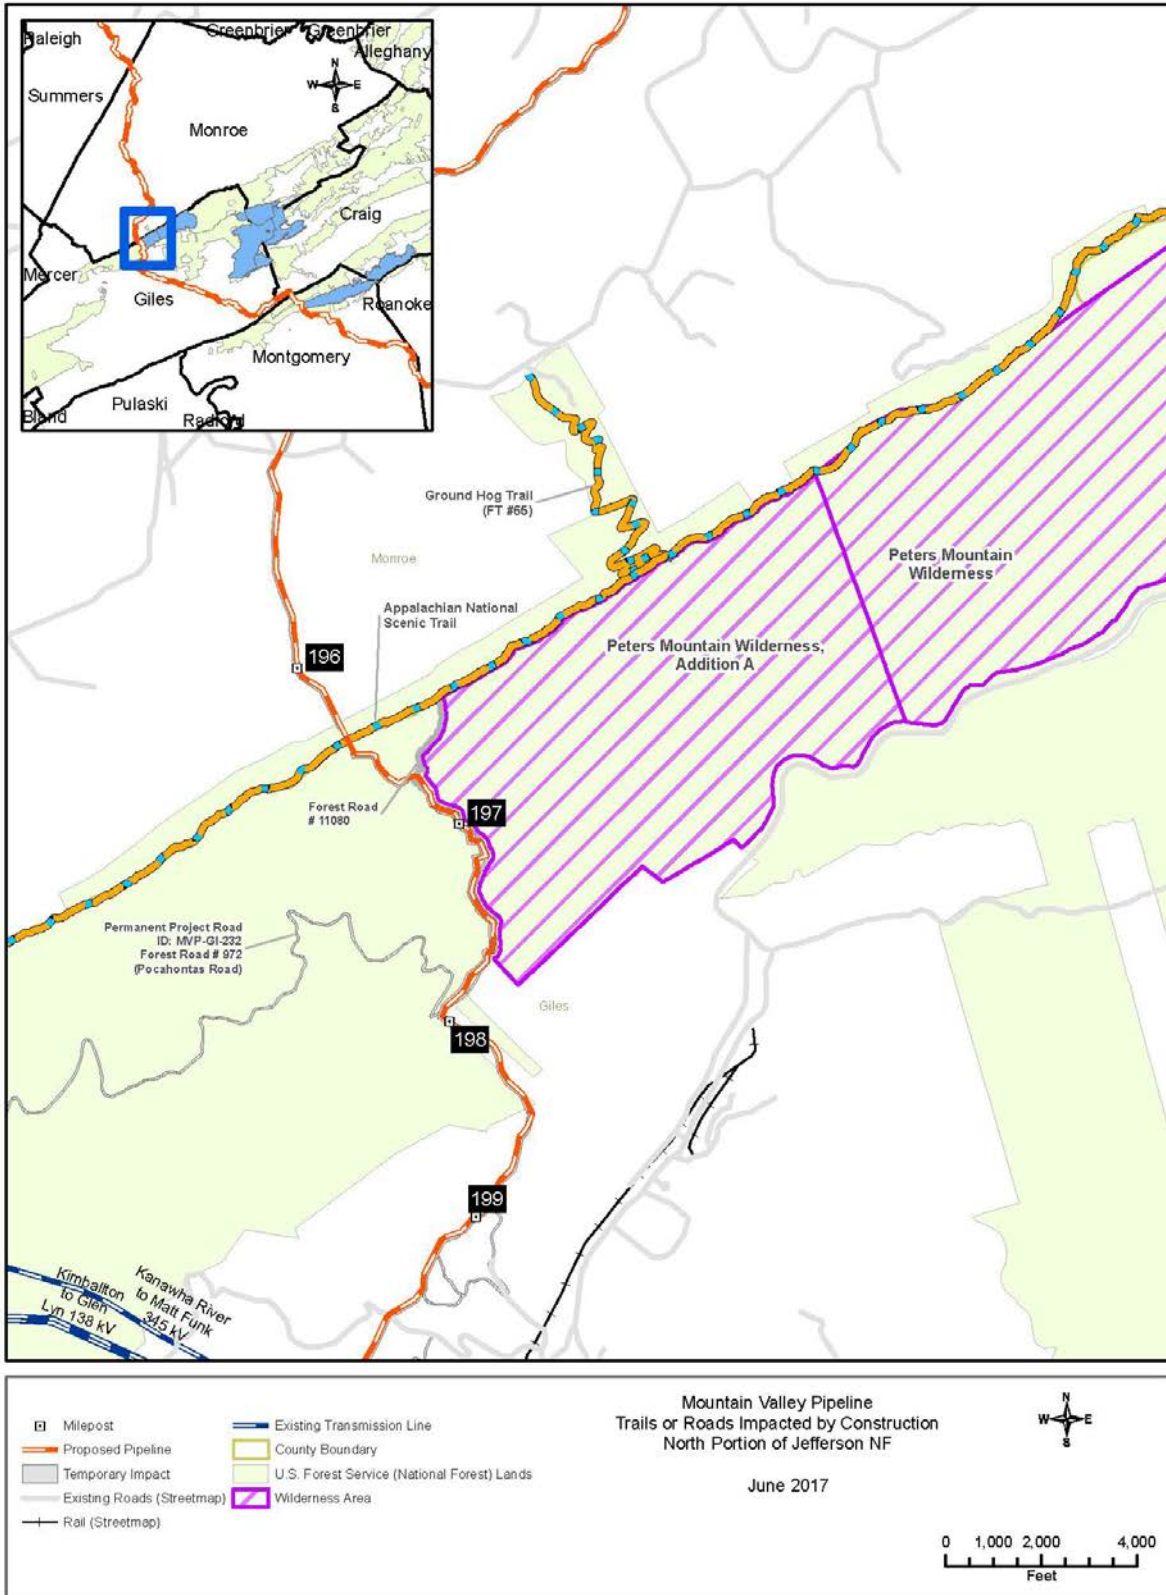 Raleigh
Greenbrier
Greenbrier
Alleghany
Summers
N
W
E
S
Monroe
Craig
Mercer
Giles
Roanoke
Montgomery
Pulaski
Bland
Radford
Ground Hog Trail
(FT #65)
Monroe
Peters Mountain
Wilderness
Appalachian National
Scenic Trail
Peters Mountain Wilderness,
Addition A
196
Forest Road
# 11080
197
Permanent Project Road
ID: MVP-GI-232
Forest Road # 972
(Pocahontas Road)
Giles
198
199
Kimballton
to Glen
Lyn 138 kV
Kanawha River
to Matt Funk
345 kV
Milepost
Proposed Pipeline
Temporary Impact
Existing Roads (Streetmap)
Rail (Streetmap)
Existing Transmission Line
County Boundary
U.S. Forest Service (National Forest) Lands
Wilderness Area
Mountain Valley Pipeline
Trails or Roads Impacted by Construction
North Portion of Jefferson NF
June 2017
N
W
E
S
0 1,000 2,000 4,000
Feet